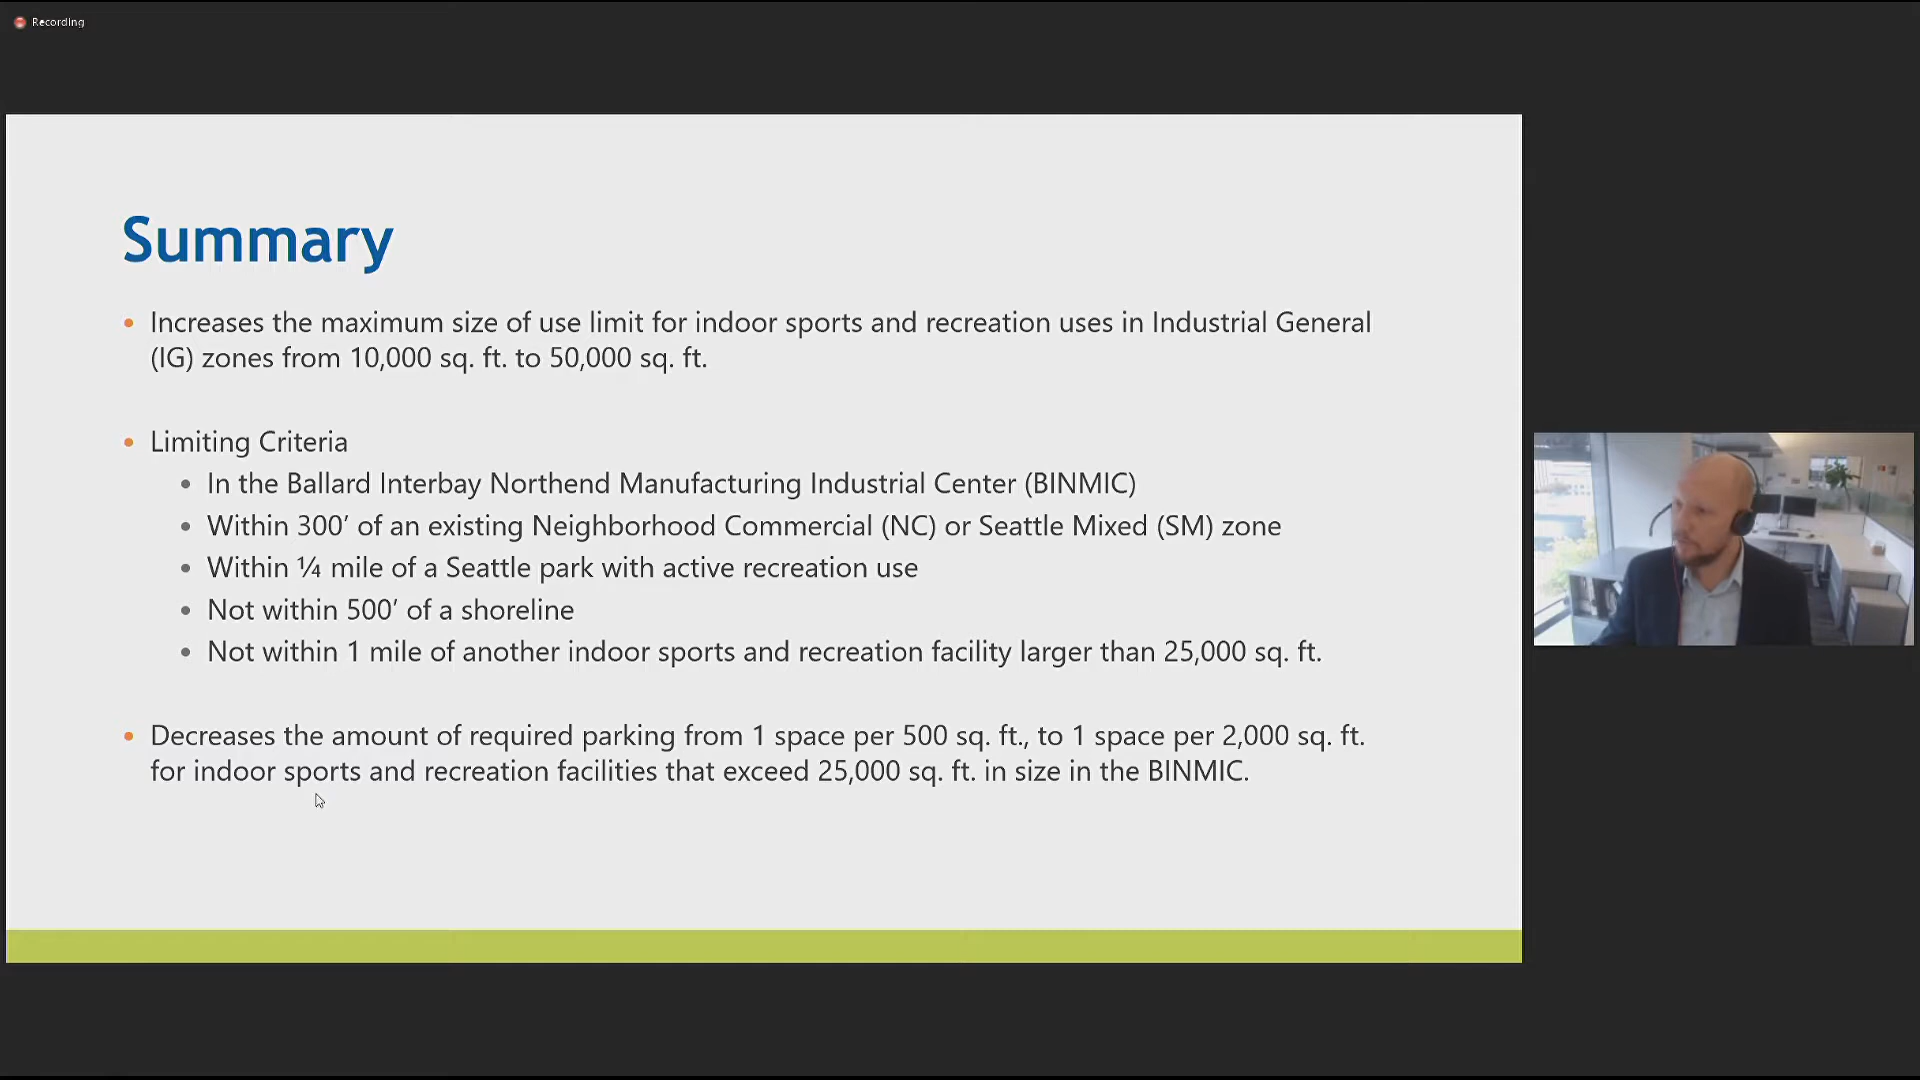 Recording
Summary
• Increases the maximum size of use limit for indoor sports and recreation uses in Industrial General
(IG) zones from 10,000 sq. ft. to 50,000 sq. ft.
• Limiting Criteria
• In the Ballard Interbay Northend Manufacturing Industrial Center (BINMIC)
• Within 300’ of an existing Neighborhood Commercial (NC) or Seattle Mixed (SM) zone
• Within ¼ mile of a Seattle park with active recreation use
• Not within 500’ of a shoreline
• Not within 1 mile of another indoor sports and recreation facility larger than 25,000 sq. ft.
• Decreases the amount of required parking from 1 space per 500 sq. ft., to 1 space per 2,000 sq. ft.
for indoor sports and recreation facilities that exceed 25,000 sq. ft. in size in the BINMIC.